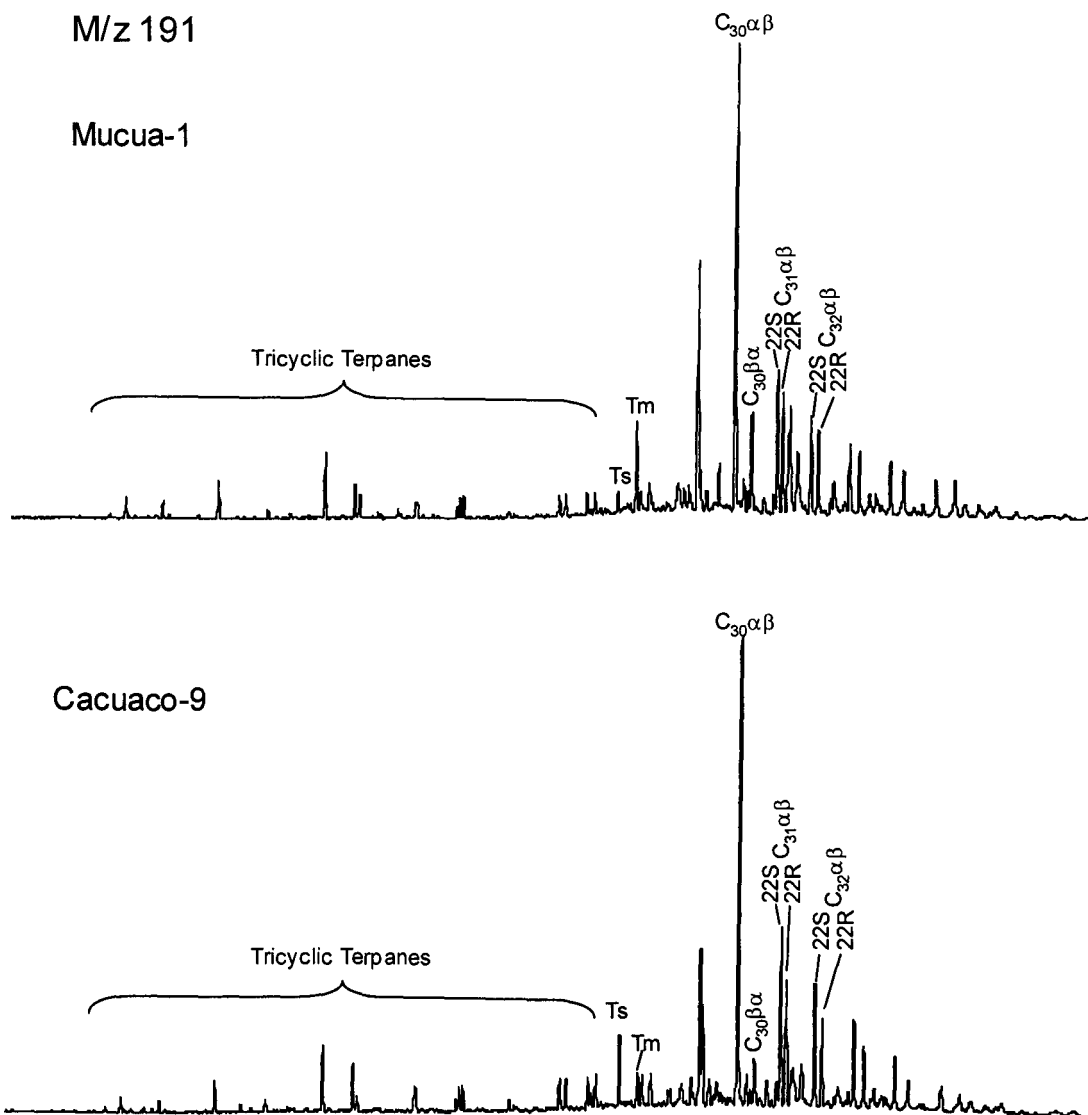 M/z 191
Mucua-1
C₃₀αβ
Tricyclic Terpanes
Ts
Tm
C₃₀βα
22S C₃₁αβ
22R
22S C₃₂αβ
22R
Cacuaco-9
C₃₀αβ
Tricyclic Terpanes
Ts
Tm
C₃₀βα
22S C₃₁αβ
22R
22S C₃₂αβ
22R